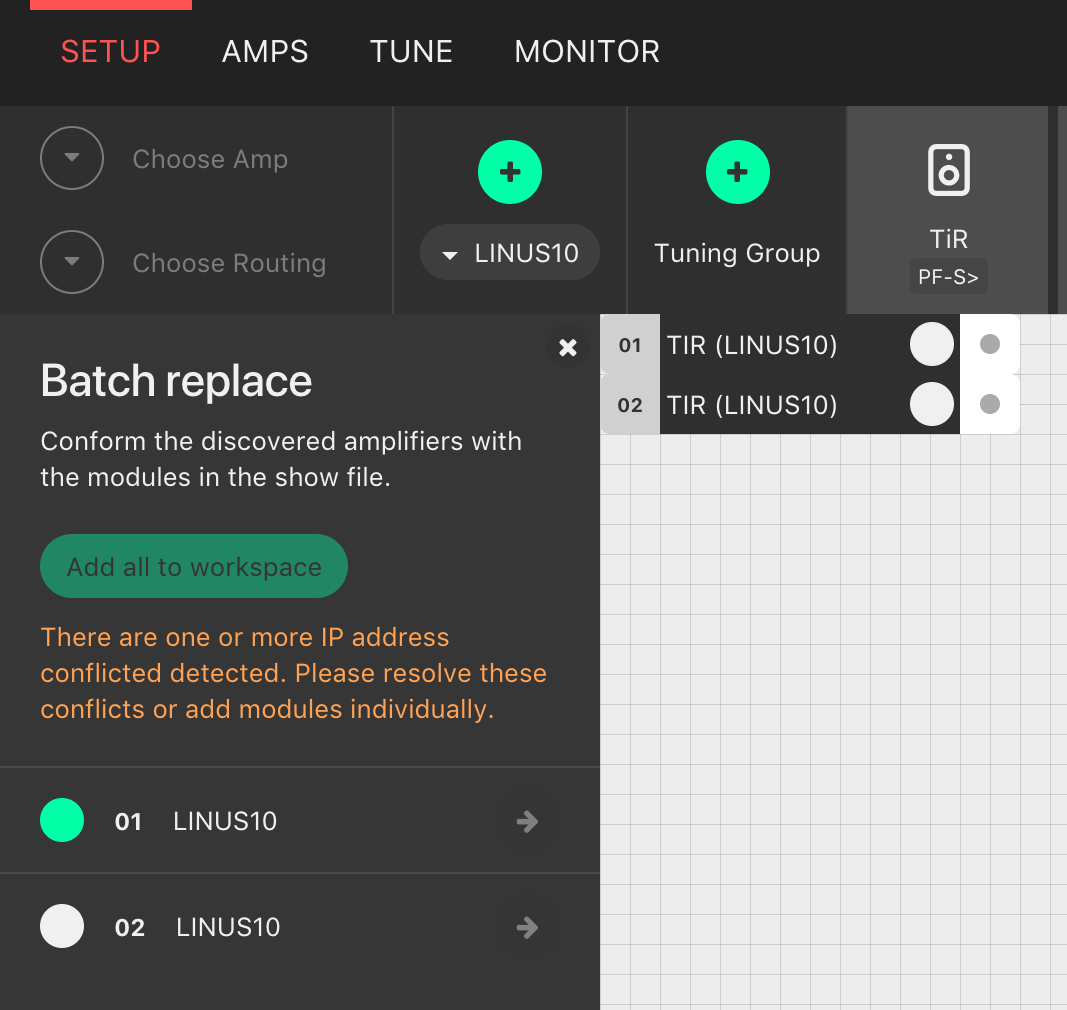 SETUP AMPS TUNE MONITOR
Choose Amp
Choose Routing
LINUS10
Tuning Group
TiR
PF-S>
Batch replace
Conform the discovered amplifiers with
the modules in the show file.
Add all to workspace
There are one or more IP address
conflicted detected. Please resolve these
conflicts or add modules individually.
01 LINUS10
02 LINUS10
01 TIR (LINUS10)
02 TIR (LINUS10)